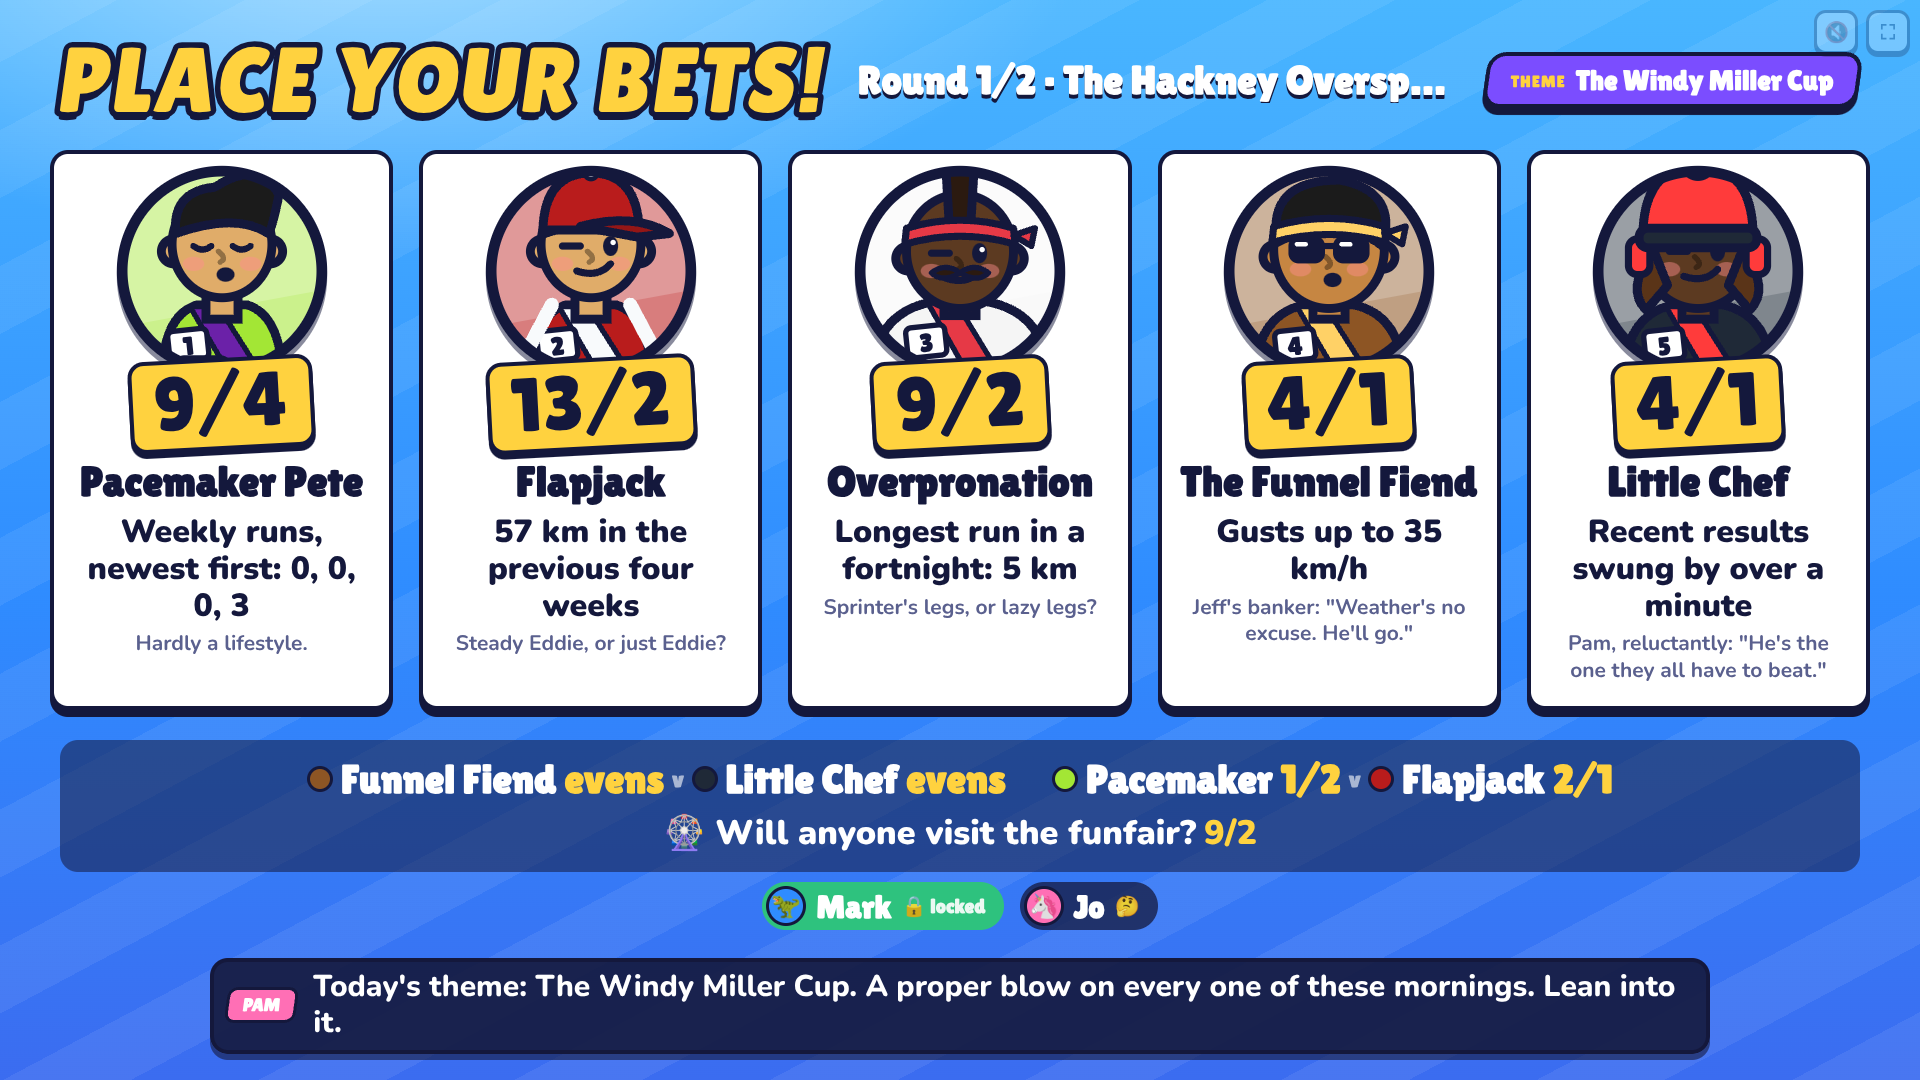 PLACE YOUR BETS!
Round 1/2 · The Hackney Oversp...
THEME The Windy Miller Cup
1
9/4
Pacemaker Pete
Weekly runs,
newest first: 0, 0,
0, 3
Hardly a lifestyle.
2
13/2
Flapjack
57 km in the
previous four
weeks
Steady Eddie, or just Eddie?
3
9/2
Overpronation
Longest run in a
fortnight: 5 km
Sprinter's legs, or lazy legs?
4
4/1
The Funnel Fiend
Gusts up to 35
km/h
Jeff's banker: "Weather's no
excuse. He'll go."
5
4/1
Little Chef
Recent results
swung by over a
minute
Pam, reluctantly: "He's the
one they all have to beat."
Funnel Fiend evens v Little Chef evens
Pacemaker 1/2 v Flapjack 2/1
Will anyone visit the funfair? 9/2
Mark locked
Jo
PAM
Today's theme: The Windy Miller Cup. A proper blow on every one of these mornings. Lean into
it.